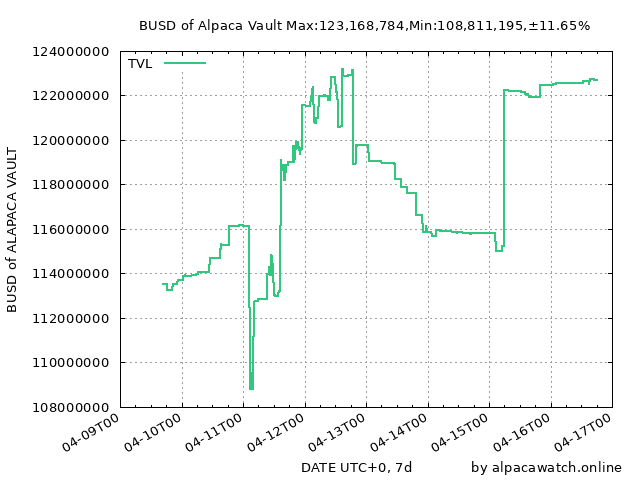 BUSD of Alpaca Vault Max:123,168,784,Min:108,811,195,±11.65%
124000000
TVL
122000000
120000000
118000000
116000000
114000000
112000000
110000000
108000000
BUSD of ALAPACA VAULT
04-09T00
04-10T00
04-11T00
04-12T00
04-13T00
04-14T00
04-15T00
04-16T00
04-17T00
DATE UTC+0, 7d
by alpacawatch.online